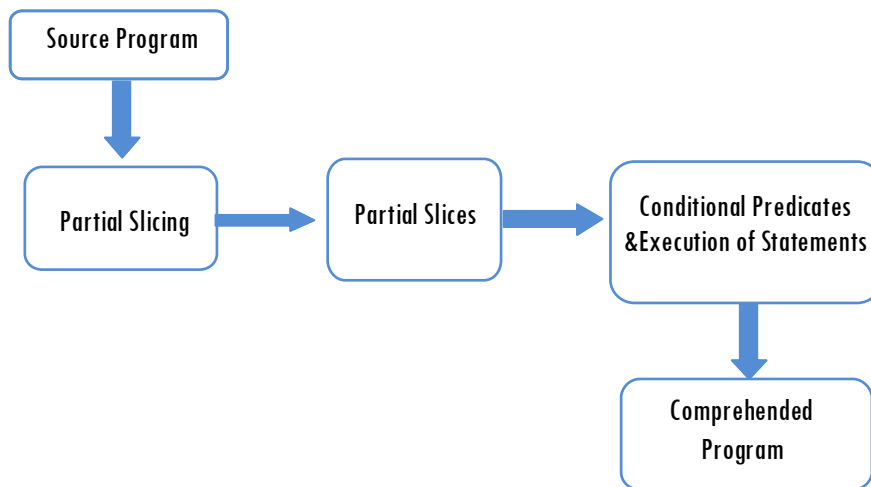 Source Program
Partial Slicing
Partial Slices
Conditional Predicates
&Execution of Statements
Comprehended
Program